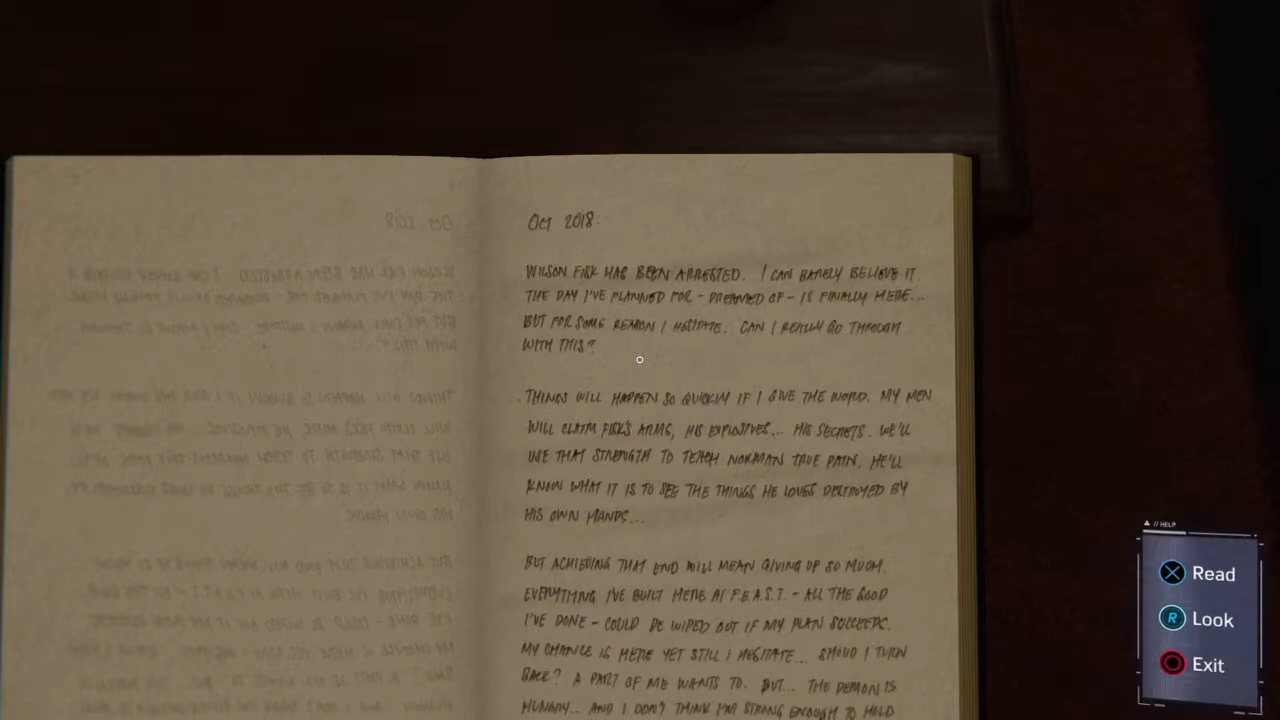 Oct 2018
WILSON FISK HAS BEEN ARRESTED. I CAN BARELY BELIEVE IT.
THE DAY I'VE PLANNED FOR - DREAMED OF - IS FINALLY HERE...
BUT FOR SOME REASON I HESITATE. CAN I REALLY GO THROUGH
WITH THIS?
THINGS WILL HAPPEN SO QUICKLY IF I GIVE THE WORD. MY MEN
WILL CLAIM FISK'S ARMS, HIS EXPLOSIVES... HIS SECRETS. WE'LL
USE THAT STRENGTH TO TEACH NORMAN TRUE PAIN. HE'LL
KNOW WHAT IT IS TO SEE THE THINGS HE LOVES DESTROYED BY
HIS OWN HANDS...
BUT ACHIEVING THAT END WILL MEAN GIVING UP SO MUCH.
EVERYTHING I'VE BUILT HERE AT F.E.A.S.T. - ALL THE GOOD
I'VE DONE - COULD BE WIPED OUT IF MY PLAN SUCCEEDS.
MY CHANCE IS HERE YET STILL I HESITATE... SHOULD I TURN
BACK? A PART OF ME WANTS TO. BUT... THE DEMON IS
HUNGRY... AND I DON'T THINK I'M STRONG ENOUGH TO HOLD
// HELP
Read
R Look
Exit